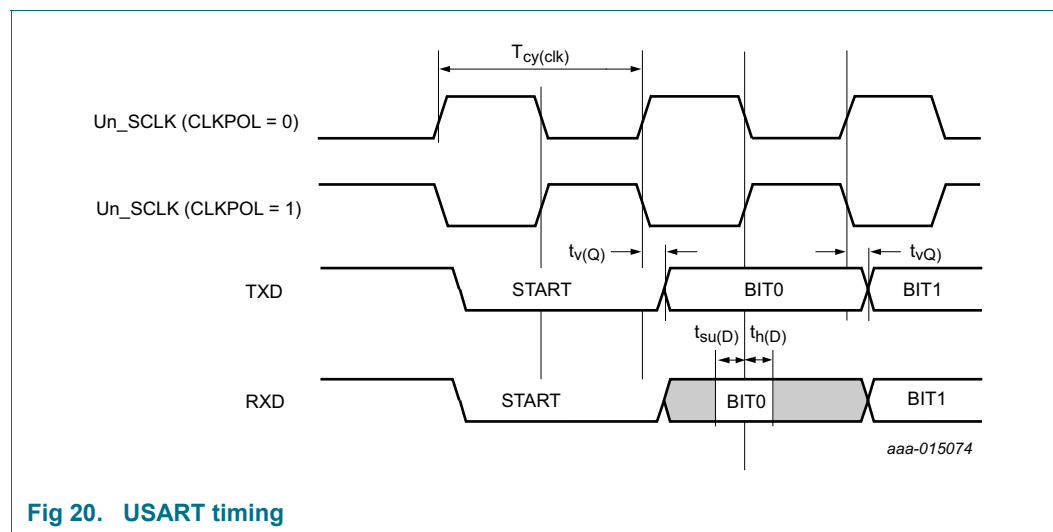 T_cy(clk)
Un_SCLK (CLKPOL = 0)
Un_SCLK (CLKPOL = 1)
t_v(Q)
t_vQ)
TXD
START
BIT0
BIT1
t_su(D)
t_h(D)
RXD
START
BIT0
BIT1
aaa-015074
Fig 20. USART timing